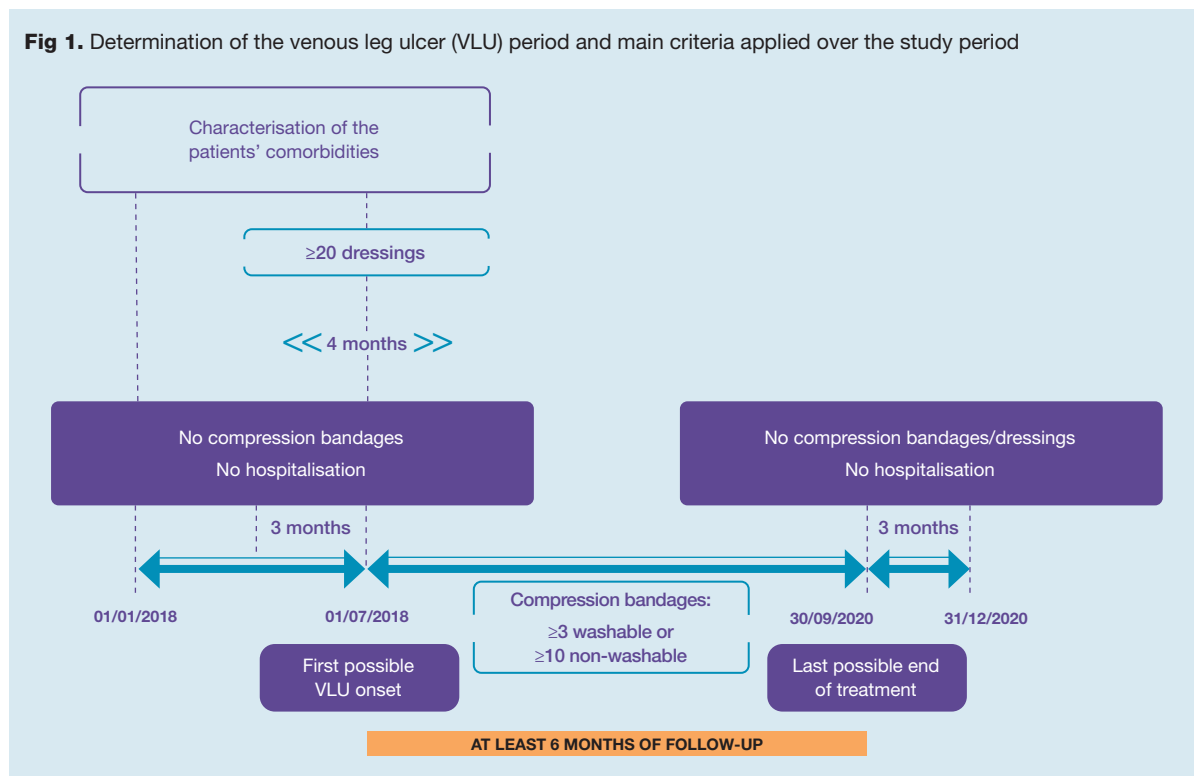 Fig 1. Determination of the venous leg ulcer (VLU) period and main criteria applied over the study period
Characterisation of the
patients’ comorbidities
≥20 dressings
<< 4 months >>
No compression bandages
No hospitalisation
No compression bandages/dressings
No hospitalisation
3 months
3 months
01/01/2018
01/07/2018
Compression bandages:
≥3 washable or
≥10 non-washable
30/09/2020
31/12/2020
First possible
VLU onset
Last possible end
of treatment
AT LEAST 6 MONTHS OF FOLLOW-UP